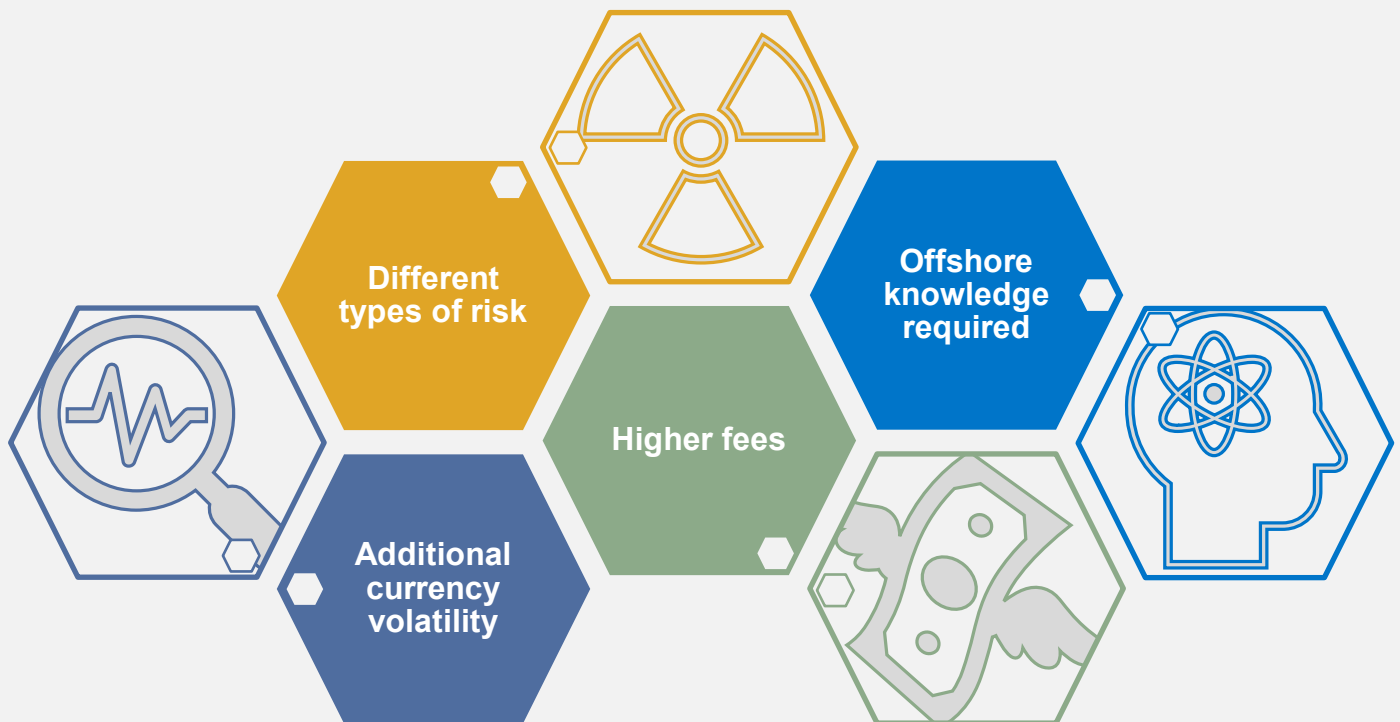 Different
types of risk
Offshore
knowledge
required
Higher fees
Additional
currency
volatility